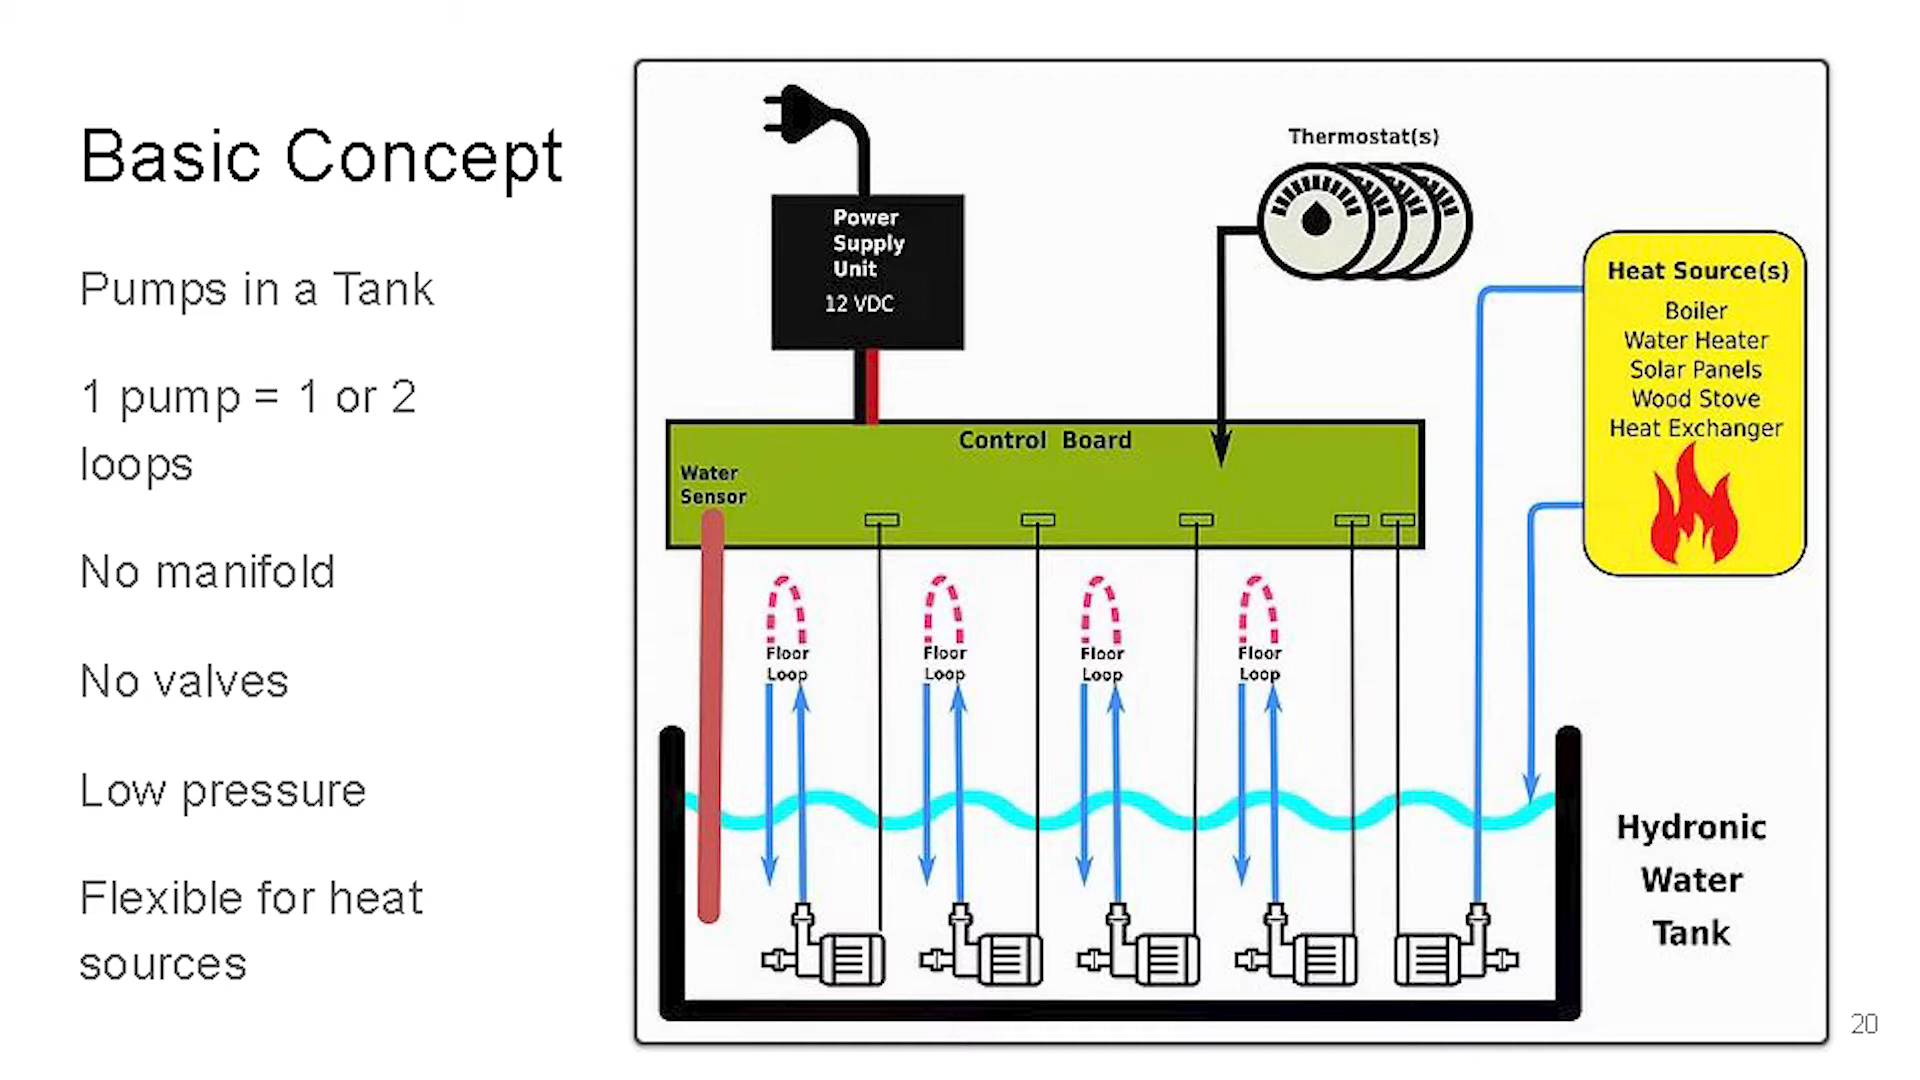 Basic Concept
Pumps in a Tank
1 pump = 1 or 2
loops
No manifold
No valves
Low pressure
Flexible for heat
sources
Power
Supply
Unit
12 VDC
Thermostat(s)
Heat Source(s)
Boiler
Water Heater
Solar Panels
Wood Stove
Heat Exchanger
Control Board
Water
Sensor
Floor
Loop
Floor
Loop
Floor
Loop
Floor
Loop
Hydronic
Water
Tank
20